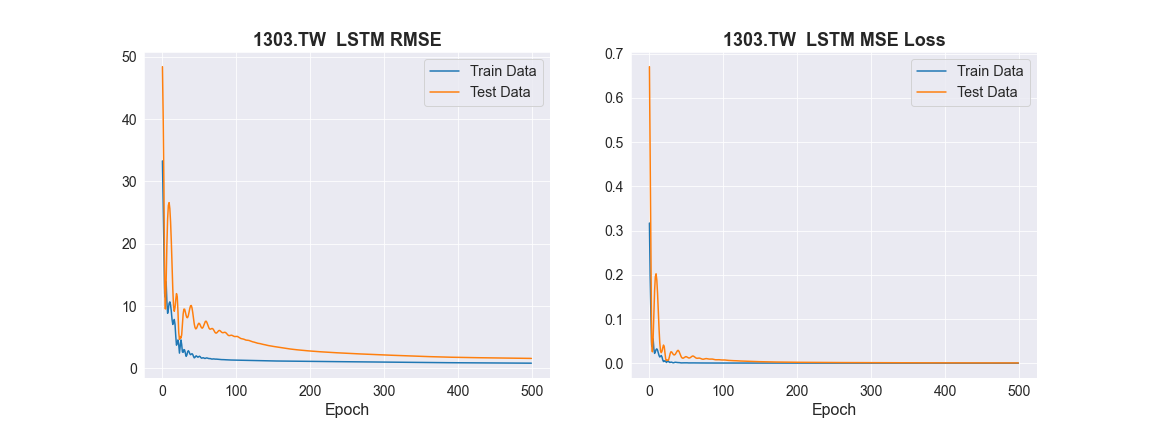 1303.TW LSTM RMSE
50
40
30
20
10
0
0 100 200 300 400 500
Epoch
Train Data
Test Data
1303.TW LSTM MSE Loss
0.7
0.6
0.5
0.4
0.3
0.2
0.1
0.0
0 100 200 300 400 500
Epoch
Train Data
Test Data